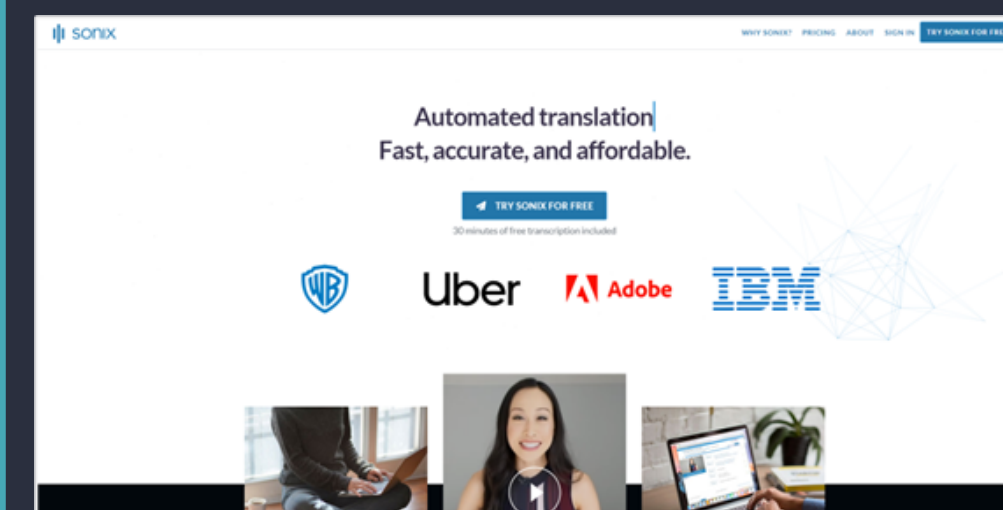 sonix
WHY SONIX? PRICING ABOUT SIGN IN TRY SONIX FOR FREE
Automated translation
Fast, accurate, and affordable.
TRY SONIX FOR FREE
30 minutes of free transcription included
WB Uber Adobe IBM